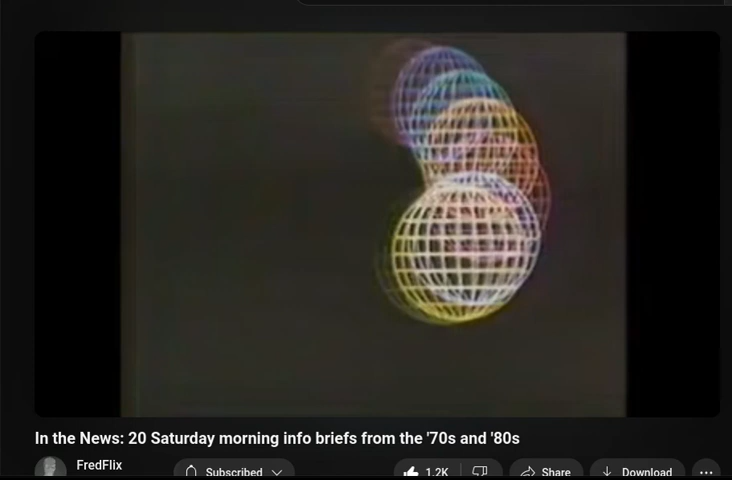 In the News: 20 Saturday morning info briefs from the '70s and '80s
FredFlix
Subscribed
1.2K
Share
Download